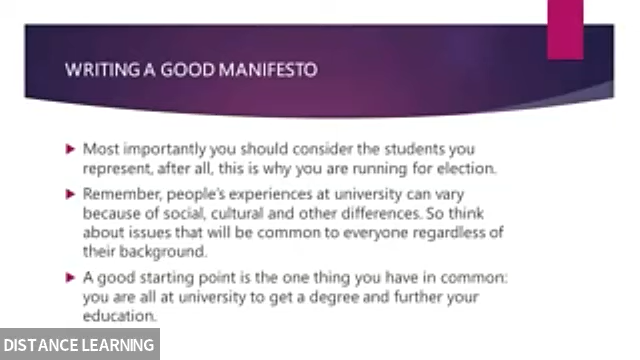 WRITING A GOOD MANIFESTO
Most importantly you should consider the students you
represent, after all, this is why you are running for election.
Remember, people's experiences at university can vary
because of social, cultural and other differences. So think
about issues that will be common to everyone regardless of
their background.
A good starting point is the one thing you have in common:
you are all at university to get a degree and further your
education.
DISTANCE LEARNING